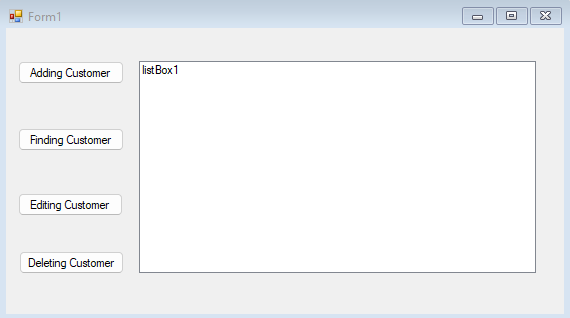 Form1
Adding Customer
listBox1
Finding Customer
Editing Customer
Deleting Customer